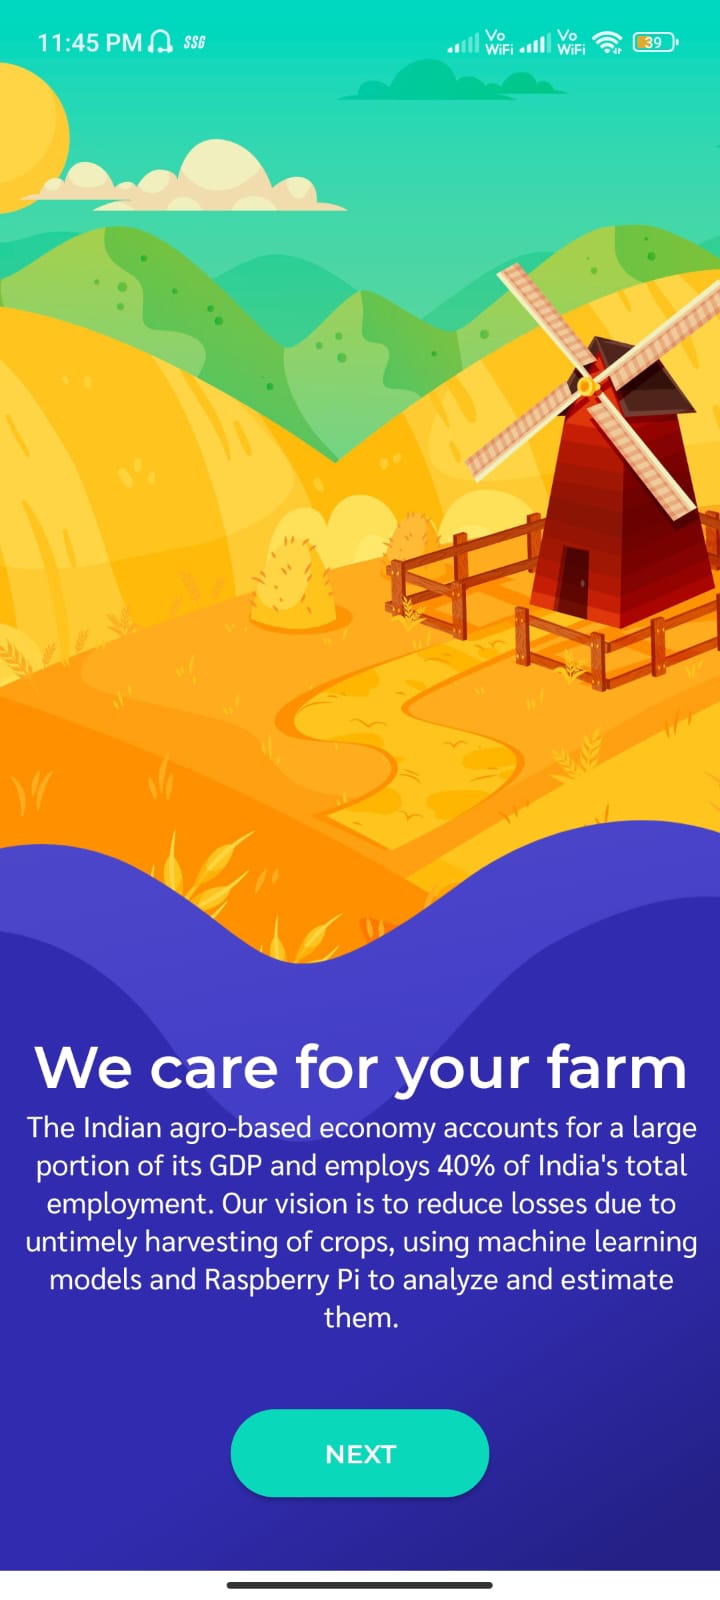 11:45 PM SSG Vo WiFi Vo WiFi 39
We care for your farm
The Indian agro-based economy accounts for a large
portion of its GDP and employs 40% of India's total
employment. Our vision is to reduce losses due to
untimely harvesting of crops, using machine learning
models and Raspberry Pi to analyze and estimate
them.
NEXT